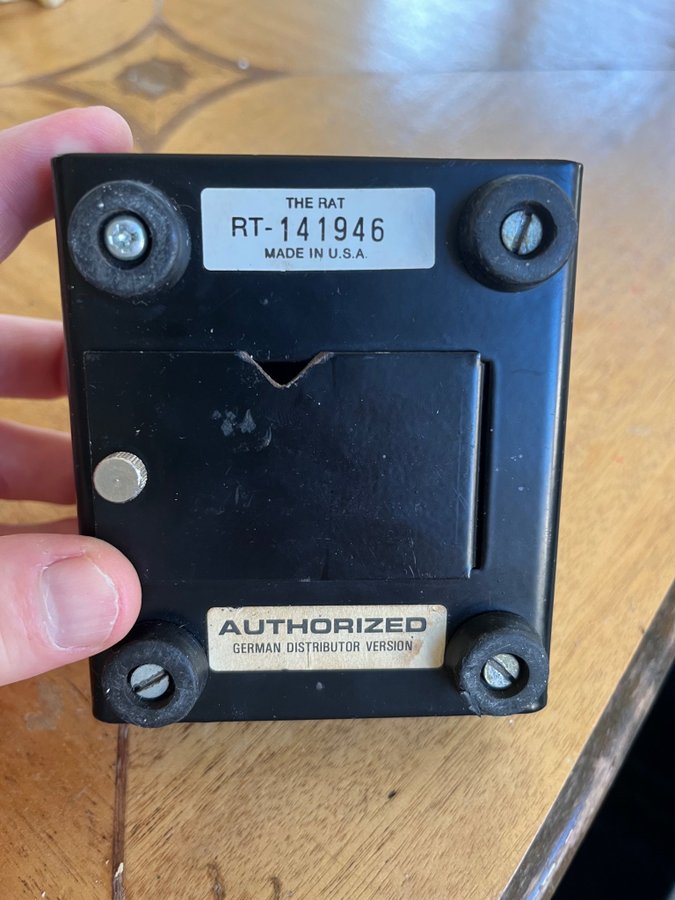 THE RAT
RT-141946
MADE IN U.S.A.
AUTHORIZED
GERMAN DISTRIBUTOR VERSION